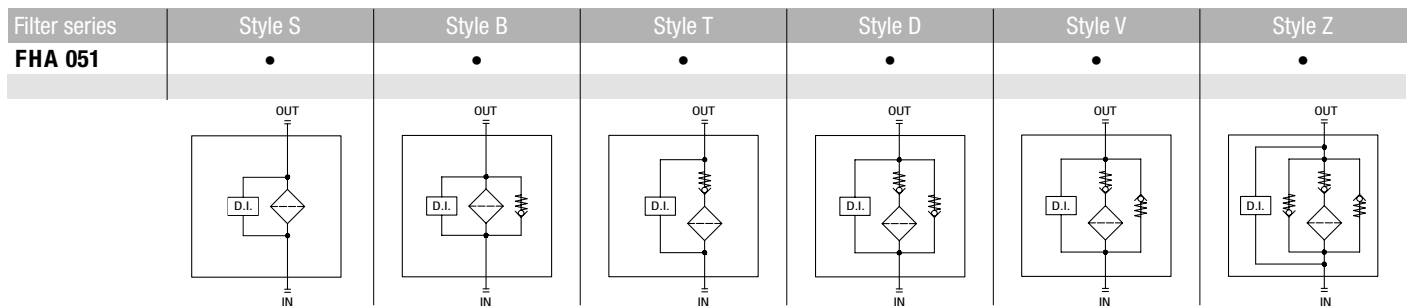 Filter series Style S Style B Style T Style D Style V Style Z
FHA 051 • • • • • •
OUT OUT OUT OUT OUT OUT
D.I. D.I. D.I. D.I. D.I. D.I.
IN IN IN IN IN IN